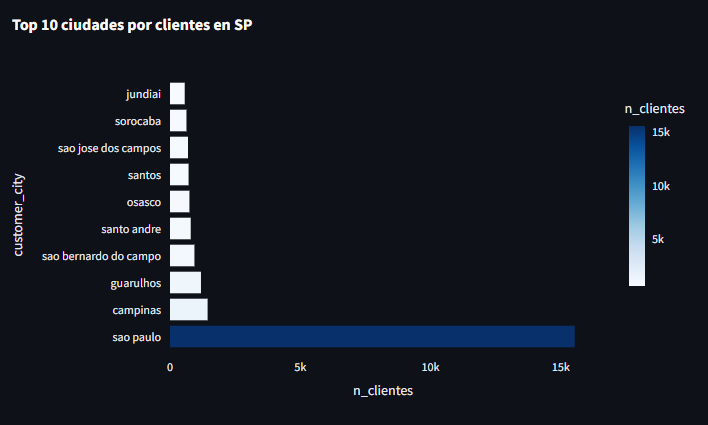 Top 10 ciudades por clientes en SP
jundiai
sorocaba
sao jose dos campos
santos
osasco
santo andre
sao bernardo do campo
guarulhos
campinas
sao paulo
customer_city
0 5k 10k 15k
n_clientes
n_clientes
15k
10k
5k